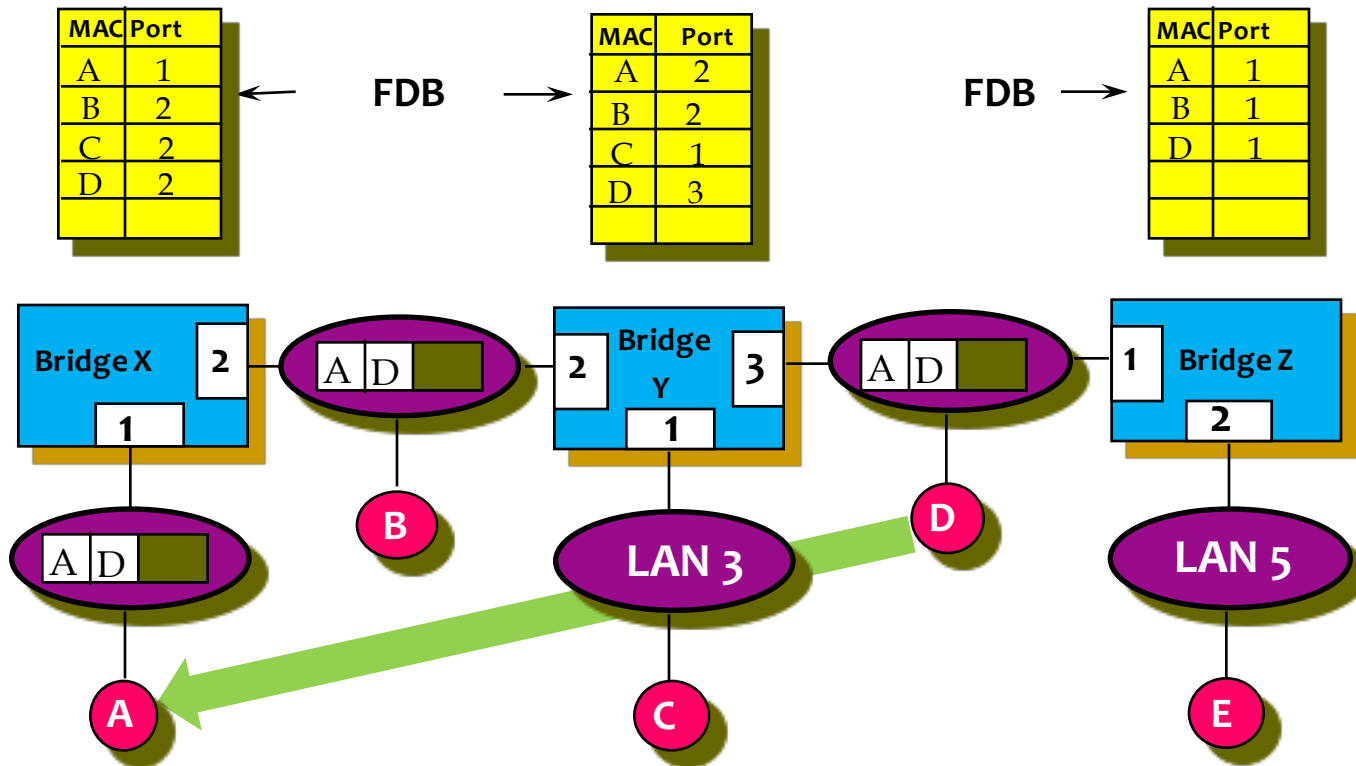 MAC Port
A 1
B 2
C 2
D 2
FDB
MAC Port
A 2
B 2
C 1
D 3
FDB
MAC Port
A 1
B 1
D 1
Bridge X
2
1
A D
2
Bridge
Y
3
1
A D
1
Bridge Z
2
B
D
A D
LAN 3
LAN 5
A
C
E